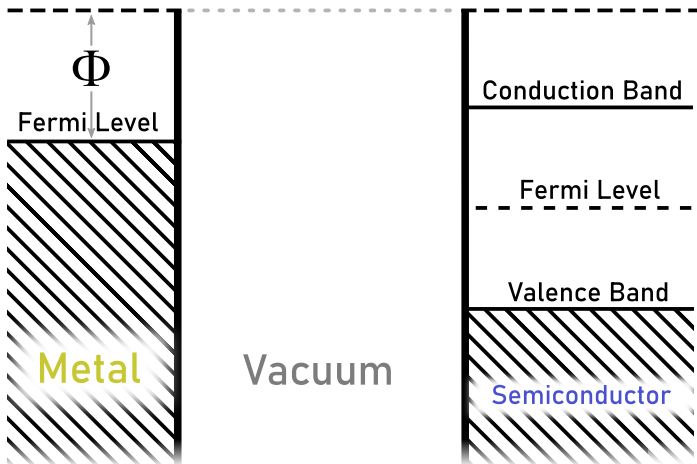 Φ
Fermi Level
Metal
Vacuum
Conduction Band
Fermi Level
Valence Band
Semiconductor